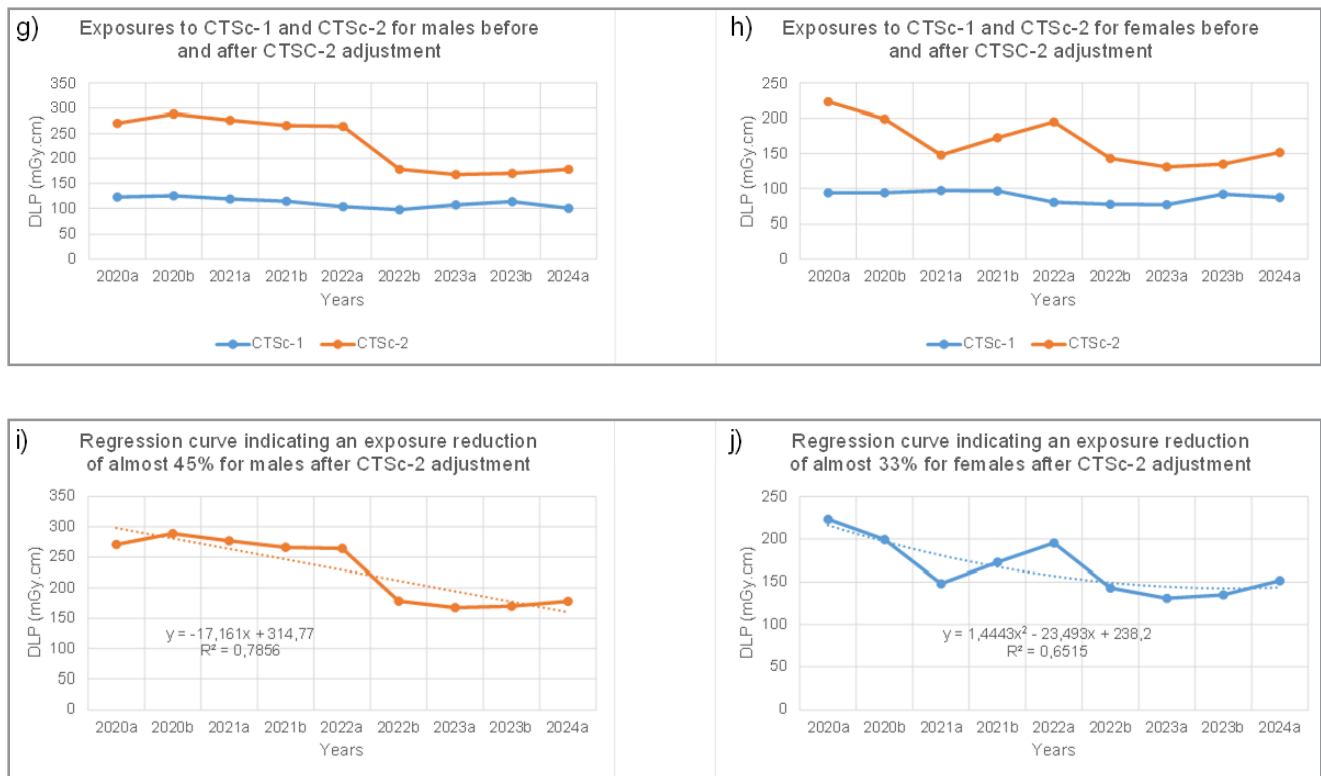 g)
Exposures to CTSc-1 and CTSc-2 for males before
and after CTSC-2 adjustment
350
300
250
200
150
100
50
0
DLP (mGy.cm)
2020a 2020b 2021a 2021b 2022a 2022b 2023a 2023b 2024a
Years
CTSc-1 CTSc-2
h)
Exposures to CTSc-1 and CTSc-2 for females before
and after CTSC-2 adjustment
250
200
150
100
50
0
DLP (mGy.cm)
2020a 2020b 2021a 2021b 2022a 2022b 2023a 2023b 2024a
Years
CTSc-1 CTSc-2
i)
Regression curve indicating an exposure reduction
of almost 45% for males after CTSc-2 adjustment
350
300
250
200
150
100
50
0
DLP (mGy.cm)
y = -17,161x + 314,77
R² = 0,7856
2020a 2020b 2021a 2021b 2022a 2022b 2023a 2023b 2024a
Years
j)
Regression curve indicating an exposure reduction
of almost 33% for females after CTSc-2 adjustment
250
200
150
100
50
0
DLP (mGy.cm)
y = 1,4443x² - 23,493x + 238,2
R² = 0,6515
2020a 2020b 2021a 2021b 2022a 2022b 2023a 2023b 2024a
Years